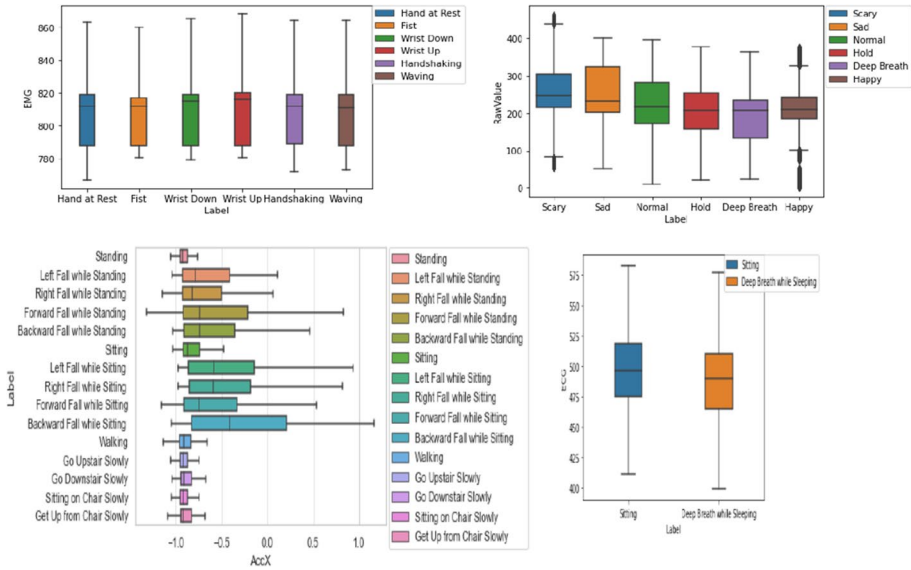 860
840
820
800
780
EMG
Hand at Rest
Fist
Wrist Down
Wrist Up
Handshaking
Waving
Label
Hand at Rest
Fist
Wrist Down
Wrist Up
Handshaking
Waving
400
300
200
100
0
RawValue
Scary
Sad
Normal
Hold
Deep Breath
Happy
Label
Scary
Sad
Normal
Hold
Deep Breath
Happy
Label
Standing
Left Fall while Standing
Right Fall while Standing
Forward Fall while Standing
Backward Fall while Standing
Sitting
Left Fall while Sitting
Right Fall while Sitting
Forward Fall while Sitting
Backward Fall while Sitting
Walking
Go Upstair Slowly
Go Downstair Slowly
Sitting on Chair Slowly
Get Up from Chair Slowly
-1.0
-0.5
0.0
0.5
1.0
AccX
Standing
Left Fall while Standing
Right Fall while Standing
Forward Fall while Standing
Backward Fall while Standing
Sitting
Left Fall while Sitting
Right Fall while Sitting
Forward Fall while Sitting
Backward Fall while Sitting
Walking
Go Upstair Slowly
Go Downstair Slowly
Sitting on Chair Slowly
Get Up from Chair Slowly
575
550
525
500
475
450
425
400
ECG
Sitting
Deep Breath while Sleeping
Label
Sitting
Deep Breath while Sleeping